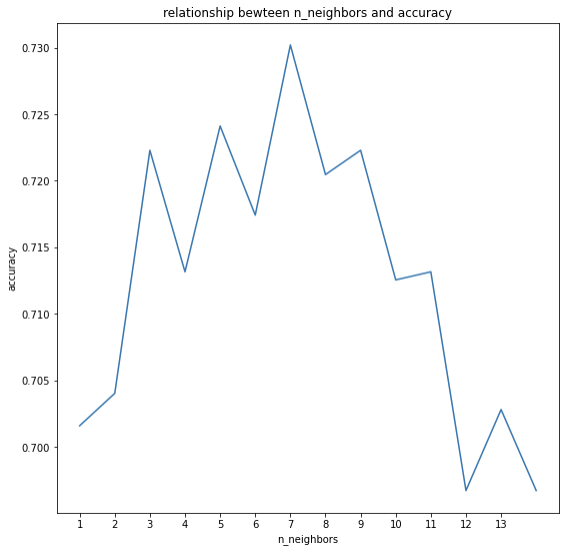 relationship bewteen n_neighbors and accuracy
0.730
0.725
0.720
0.715
0.710
0.705
0.700
accuracy
1 2 3 4 5 6 7 8 9 10 11 12 13
n_neighbors